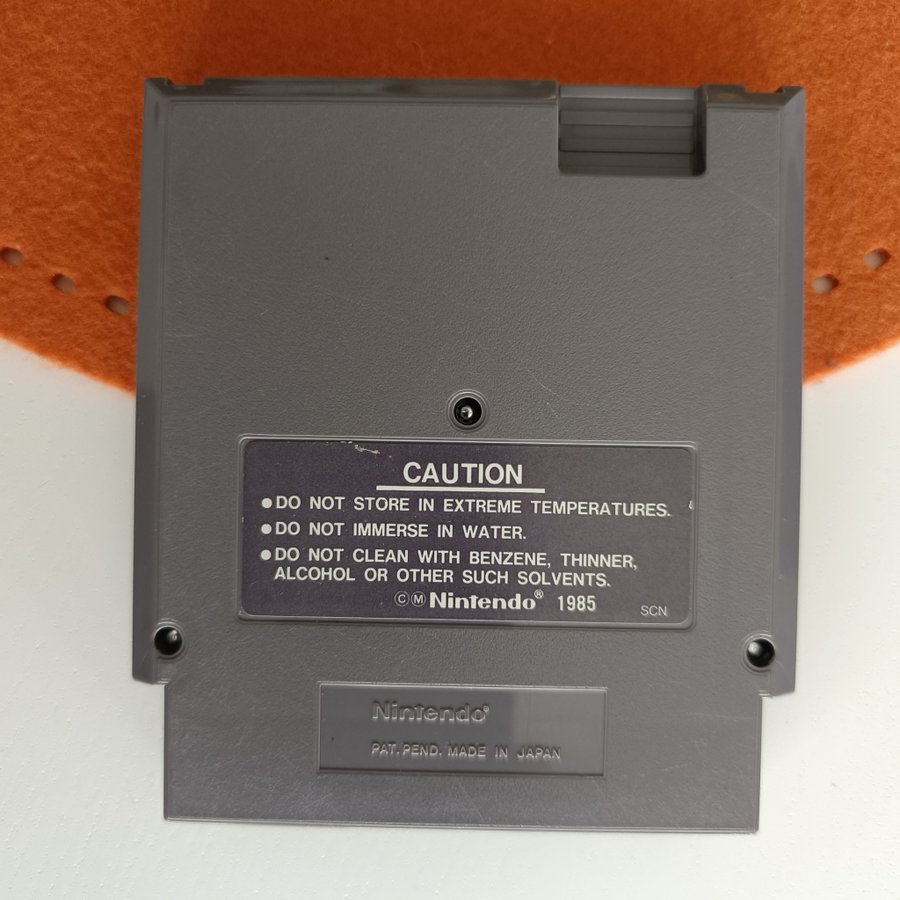 CAUTION
●DO NOT STORE IN EXTREME TEMPERATURES.
●DO NOT IMMERSE IN WATER.
●DO NOT CLEAN WITH BENZENE, THINNER,
ALCOHOL OR OTHER SUCH SOLVENTS.
ⒸⓂNintendo® 1985 SCN
Nintendo®
PAT. PEND. MADE IN JAPAN